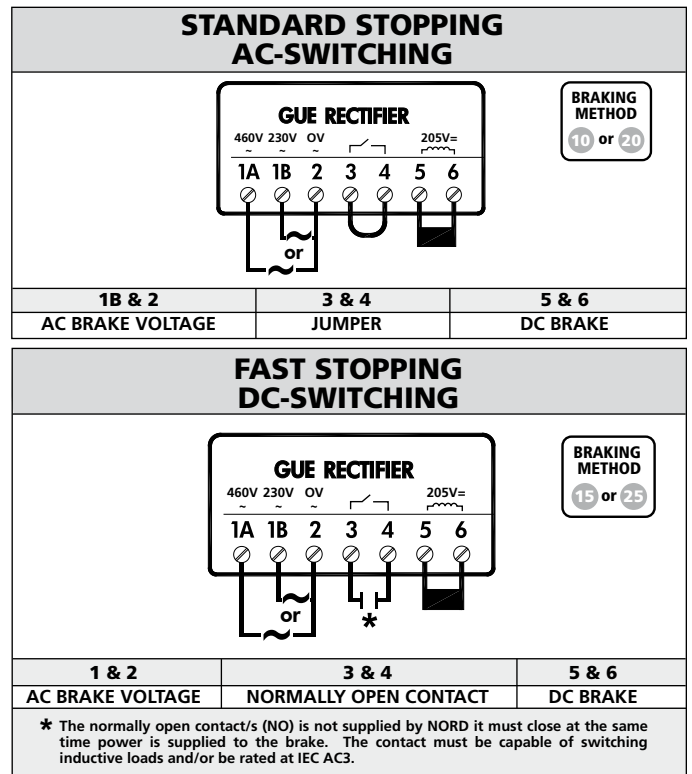 STANDARD STOPPING
AC-SWITCHING
GUE RECTIFIER
460V 230V OV 205V=
~ ~ ~
1A 1B 2 3 4 5 6
~
or
~
BRAKING
METHOD
10 or 20
1B & 2 3 & 4 5 & 6
AC BRAKE VOLTAGE JUMPER DC BRAKE
FAST STOPPING
DC-SWITCHING
GUE RECTIFIER
460V 230V OV 205V=
~ ~ ~
1A 1B 2 3 4 5 6
~
or
~
*
BRAKING
METHOD
15 or 25
1 & 2 3 & 4 5 & 6
AC BRAKE VOLTAGE NORMALLY OPEN CONTACT DC BRAKE
* The normally open contact/s (NO) is not supplied by NORD it must close at the same
time power is supplied to the brake. The contact must be capable of switching
inductive loads and/or be rated at IEC AC3.